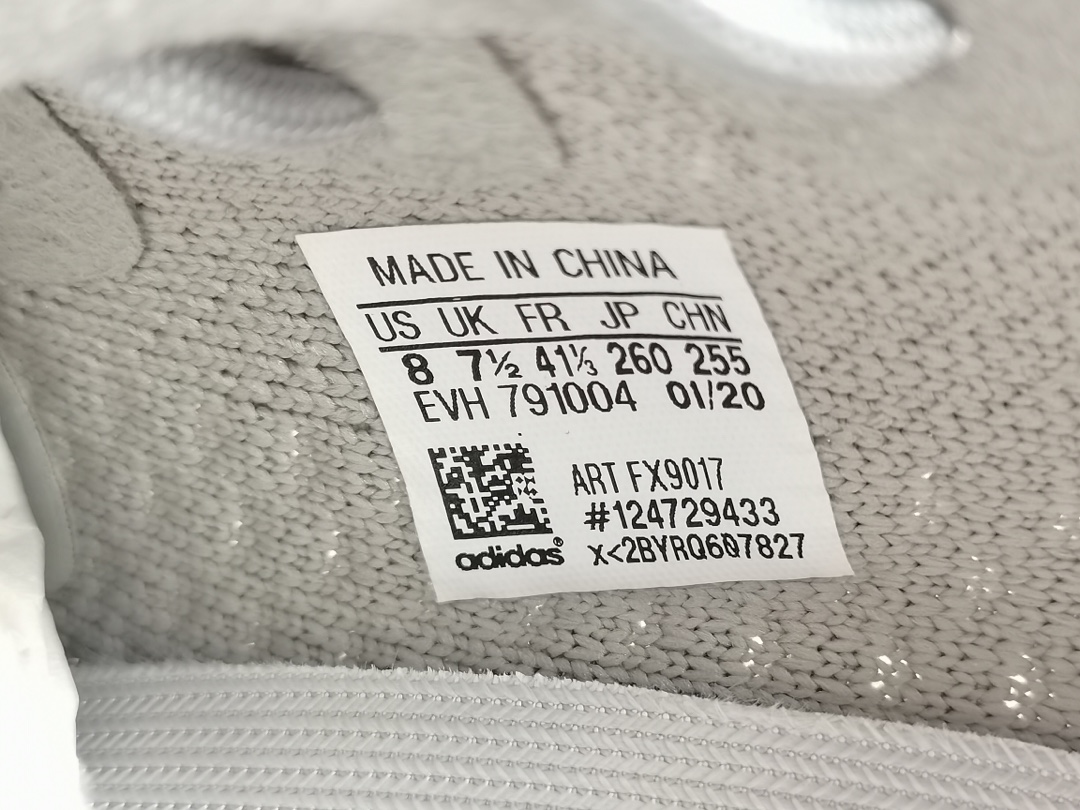 MADE IN CHINA
US UK FR JP CHN
8 7½ 41⅓ 260 255
EVH 791004 01/20
ART FX9017
#124729433
adidas®
X<2BYRQ6Q7827